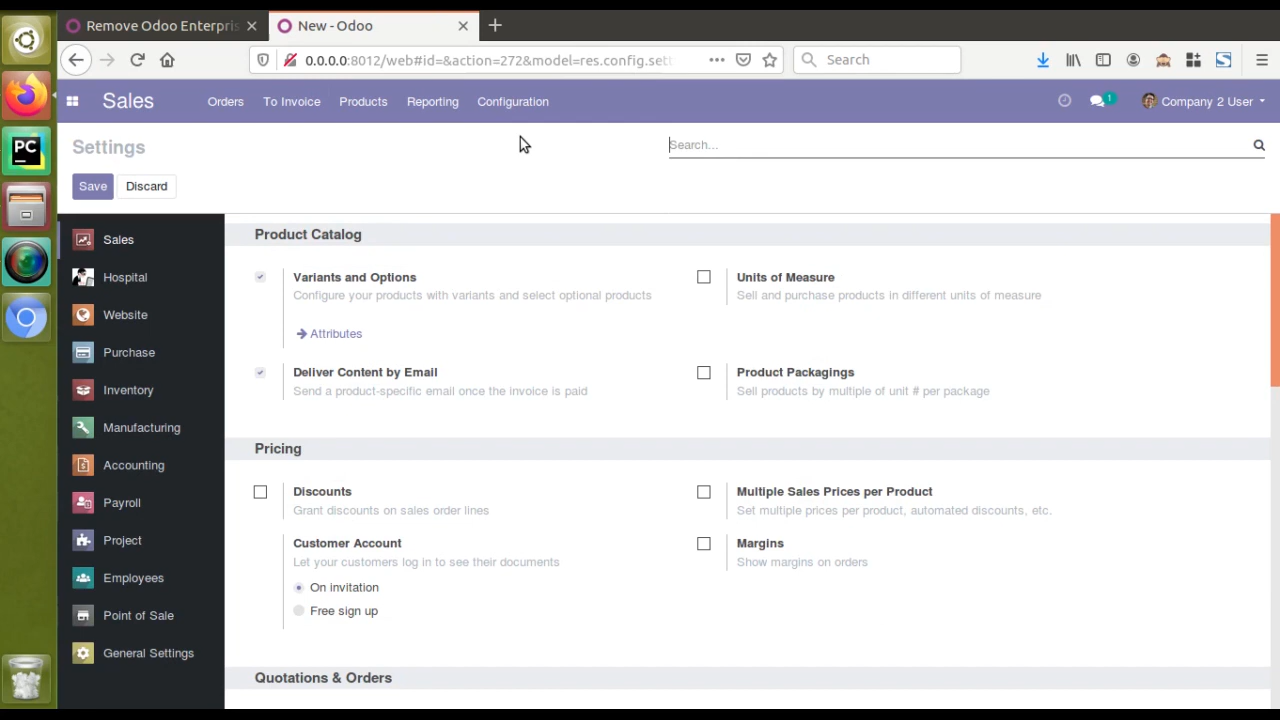 Remove Odoo Enterpris
New - Odoo
0.0.0.0:8012/web#id=&action=272&model=res.config.sett
Search
Sales
Orders
To Invoice
Products
Reporting
Configuration
1
Company 2 User
Settings
Search...
Save
Discard
PC
Sales
Hospital
Website
Purchase
Inventory
Manufacturing
Accounting
Payroll
Project
Employees
Point of Sale
General Settings
Product Catalog
Variants and Options
Configure your products with variants and select optional products
Attributes
Units of Measure
Sell and purchase products in different units of measure
Deliver Content by Email
Send a product-specific email once the invoice is paid
Product Packagings
Sell products by multiple of unit # per package
Pricing
Discounts
Grant discounts on sales order lines
Multiple Sales Prices per Product
Set multiple prices per product, automated discounts, etc.
Customer Account
Let your customers log in to see their documents
On invitation
Free sign up
Margins
Show margins on orders
Quotations & Orders